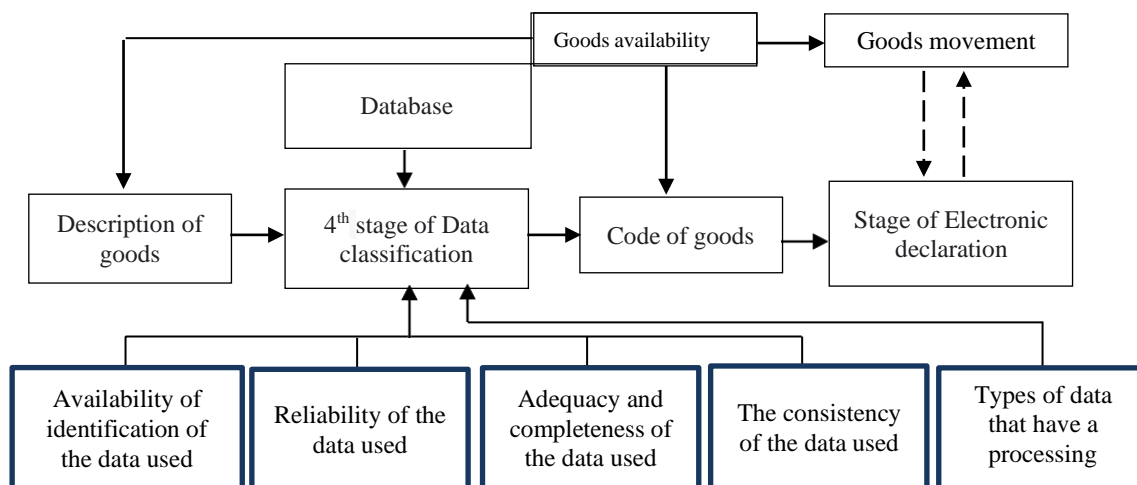 Goods availability
Goods movement
Database
Description of
goods
4th stage of Data
classification
Code of goods
Stage of Electronic
declaration
Availability of
identification of
the data used
Reliability of the
data used
Adequacy and
completeness of
the data used
The consistency
of the data used
Types of data
that have a
processing